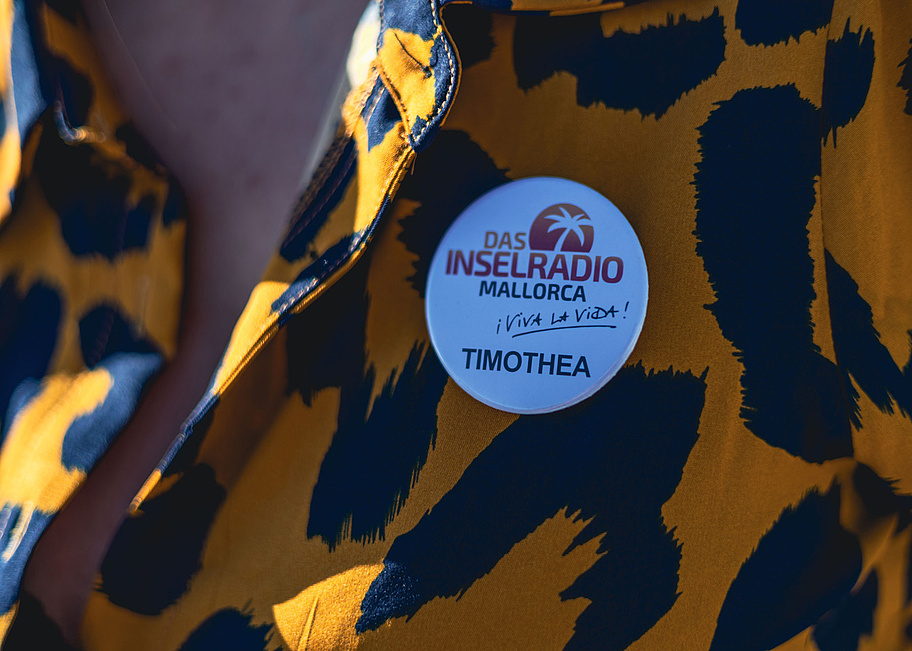 DAS
INSELRADIO
MALLORCA
¡ViVA LA ViDA!
TIMOTHEA